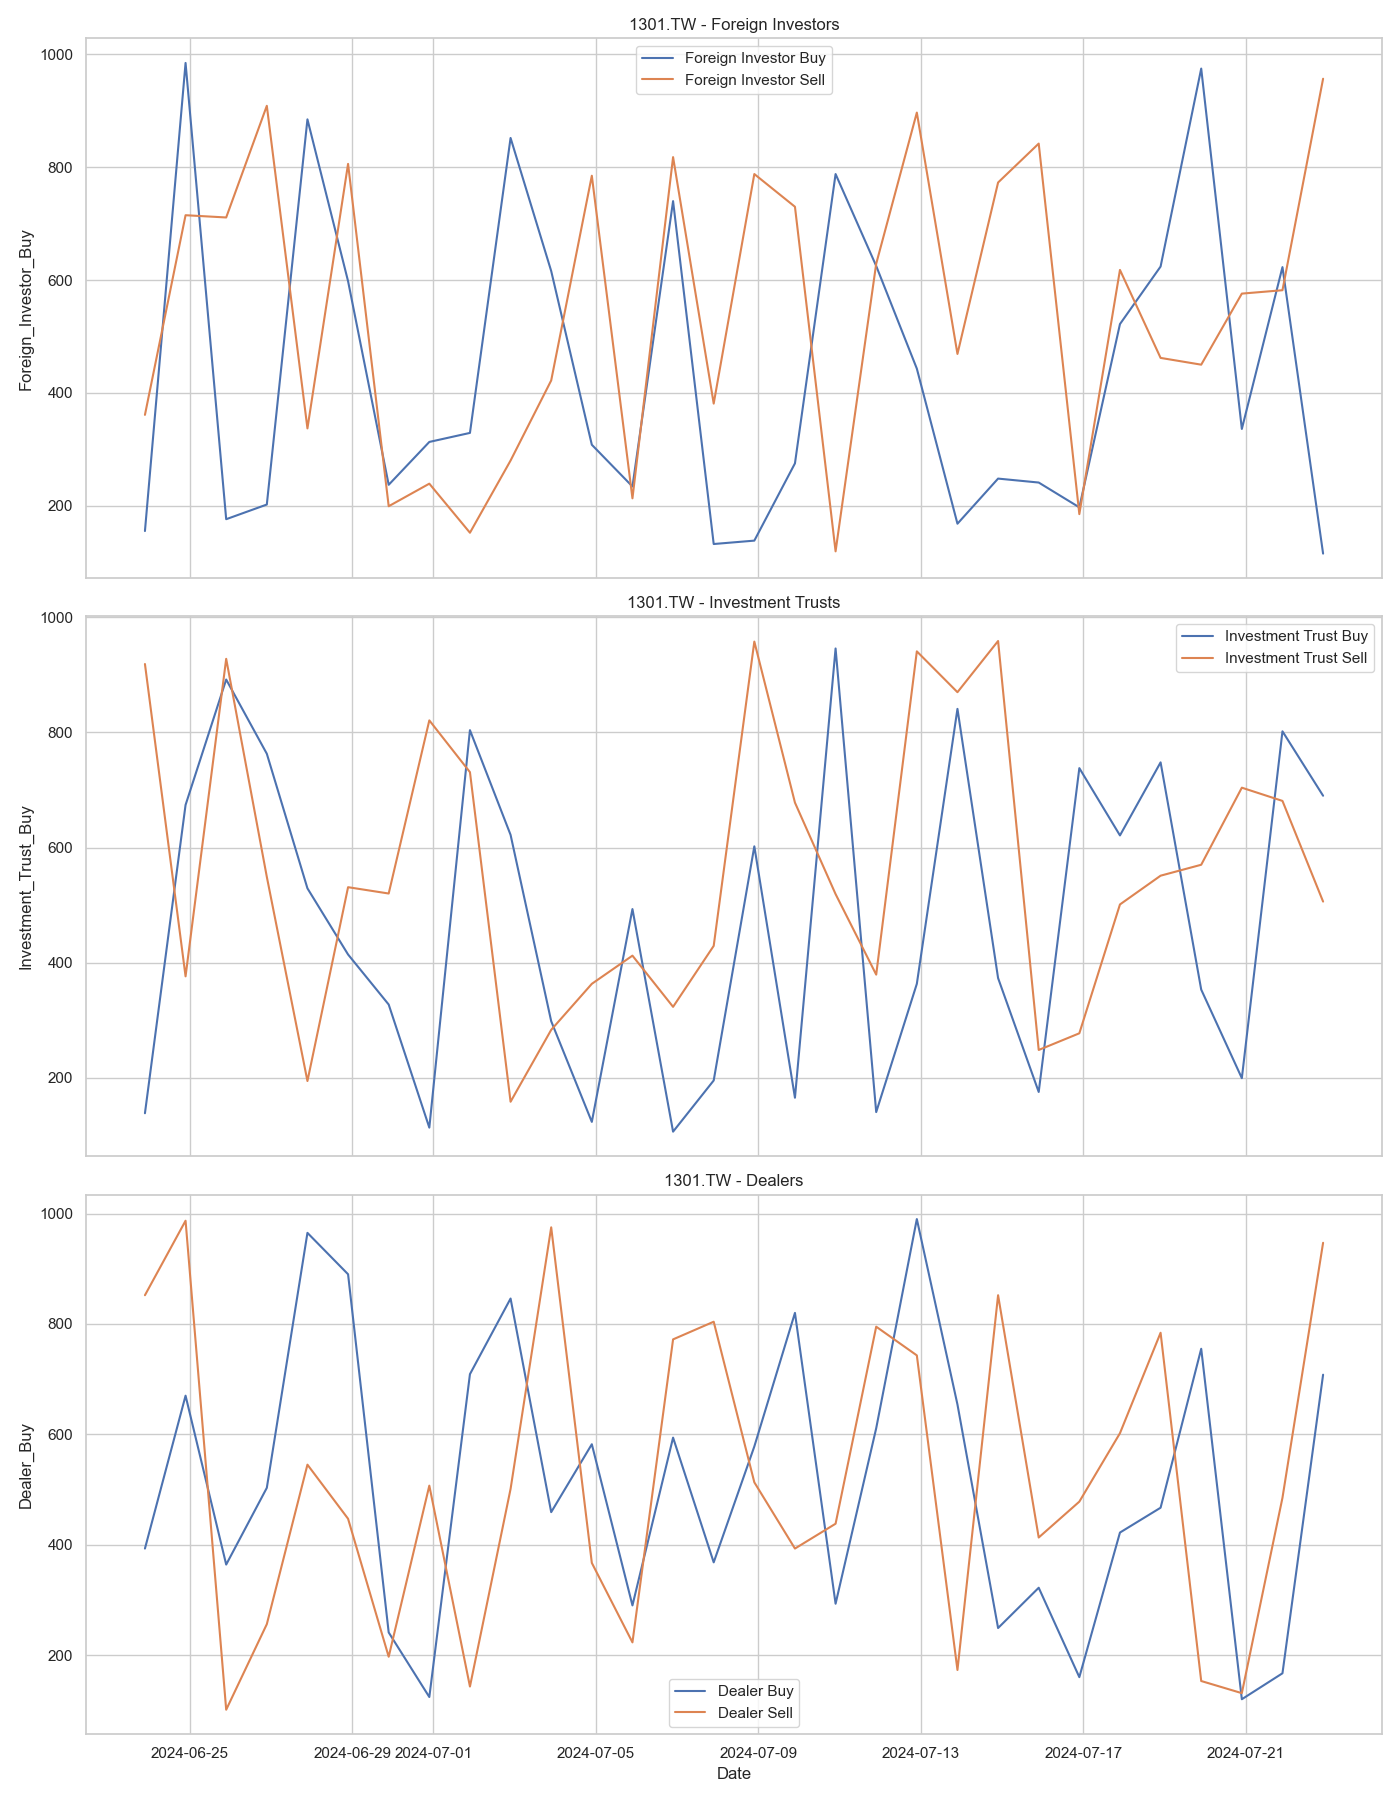 1301.TW - Foreign Investors
Foreign Investor Buy
Foreign Investor Sell
1000
800
600
400
200
Foreign_Investor_Buy
1301.TW - Investment Trusts
Investment Trust Buy
Investment Trust Sell
1000
800
600
400
200
Investment_Trust_Buy
1301.TW - Dealers
1000
800
600
400
200
Dealer_Buy
Dealer Buy
Dealer Sell
2024-06-25 2024-06-29 2024-07-01 2024-07-05 2024-07-09 2024-07-13 2024-07-17 2024-07-21
Date